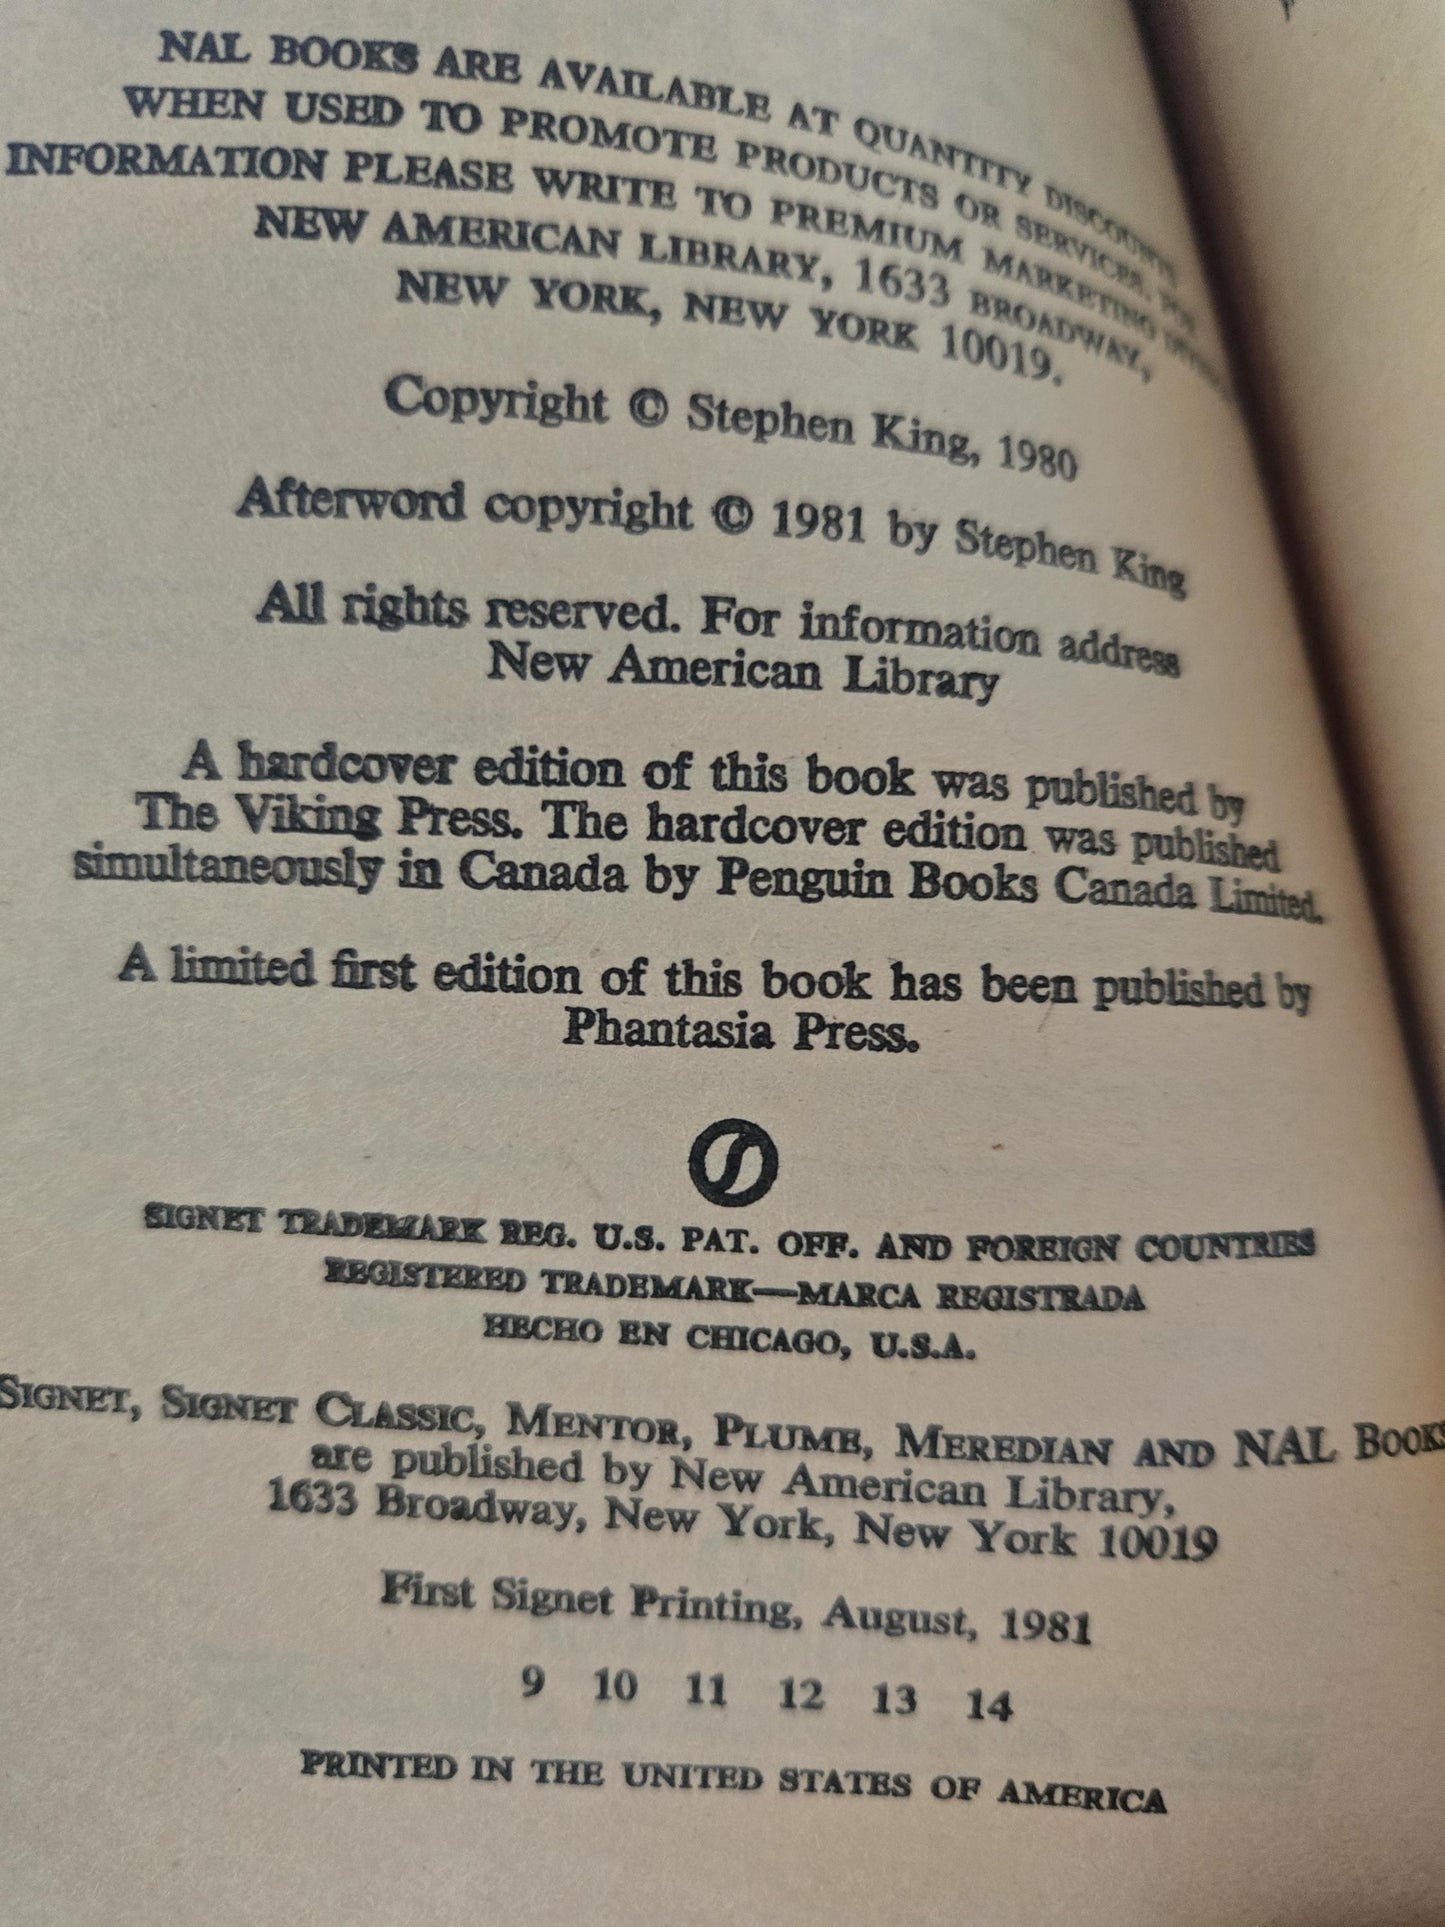 NAL BOOKS ARE AVAILABLE AT QUANTITY DISCOUNTS
WHEN USED TO PROMOTE PRODUCTS OR SERVICES. FOR
INFORMATION PLEASE WRITE TO PREMIUM MARKETING
NEW AMERICAN LIBRARY, 1633 BROADWAY,
NEW YORK, NEW YORK 10019.
Copyright © Stephen King, 1980
Afterword copyright © 1981 by Stephen King
All rights reserved. For information address
New American Library
A hardcover edition of this book was published by
The Viking Press. The hardcover edition was published
simultaneously in Canada by Penguin Books Canada Limited.
A limited first edition of this book has been published by
Phantasia Press.
SIGNET TRADEMARK REG. U.S. PAT. OFF. AND FOREIGN COUNTRIES
REGISTERED TRADEMARK—MARCA REGISTRADA
HECHO EN CHICAGO, U.S.A.
SIGNET, SIGNET CLASSIC, MENTOR, PLUME, MEREDIAN AND NAL BOOKS
are published by New American Library,
1633 Broadway, New York, New York 10019
First Signet Printing, August, 1981
9 10 11 12 13 14
PRINTED IN THE UNITED STATES OF AMERICA